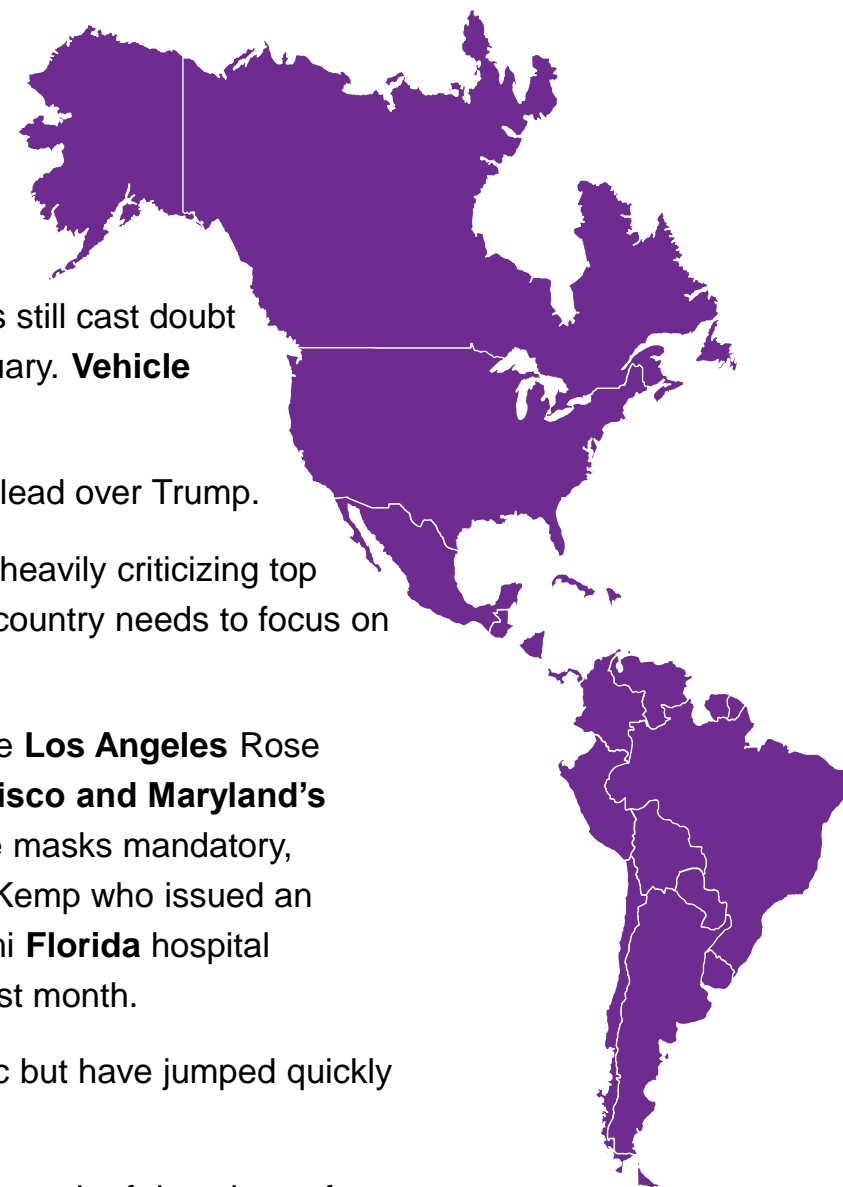 s still cast doubt
uary. Vehicle
lead over Trump.
heavily criticizing top
country needs to focus on
e Los Angeles Rose
isco and Maryland's
e masks mandatory,
Kemp who issued an
ni Florida hospital
st month.
c but have jumped quickly